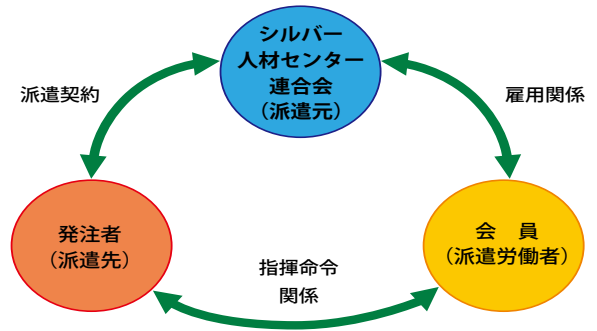 シルバー
人材センター
連合会
（派遣元）
派遣契約
雇用関係
発注者
（派遣先）
会　員
（派遣労働者）
指揮命令
関係